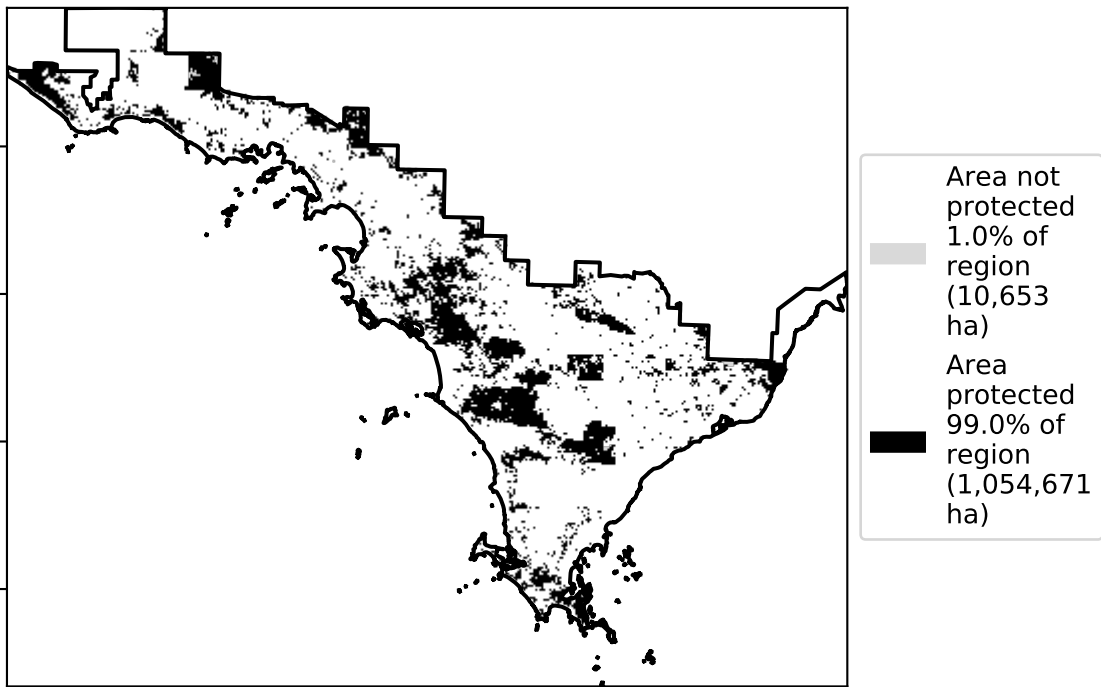 Area not
protected
1.0% of
region
(10,653
ha)
Area
protected
99.0% of
region
(1,054,671
ha)